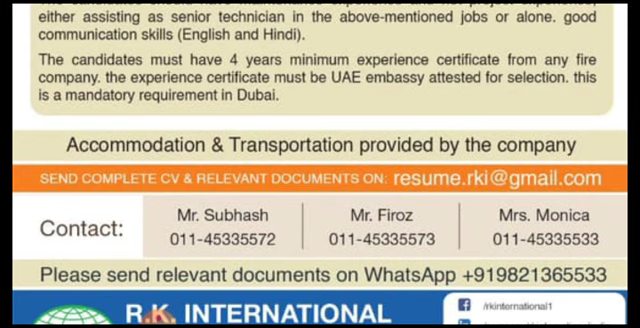 either assisting as senior technician in the above-mentioned jobs or alone. good
communication skills (English and Hindi).
The candidates must have 4 years minimum experience certificate from any fire
company. the experience certificate must be UAE embassy attested for selection. this
is a mandatory requirement in Dubai.
Accommodation & Transportation provided by the company
SEND COMPLETE CV & RELEVANT DOCUMENTS ON: resume.rki@gmail.com
Contact:
Mr. Subhash
011-45335572
Mr. Firoz
011-45335573
Mrs. Monica
011-45335533
Please send relevant documents on WhatsApp +919821365533
R.K. INTERNATIONAL
/rkinternational1